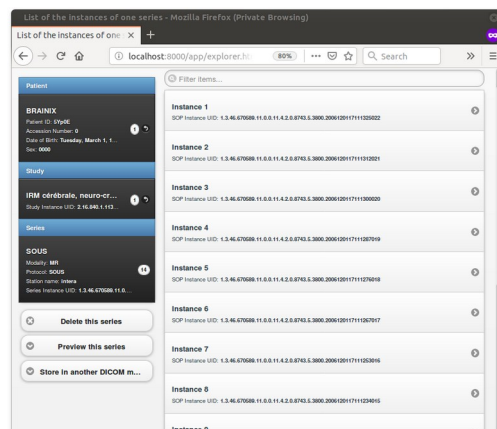 List of the instances of one series - Mozilla Firefox (Private Browsing)
List of the instances of one
localhost:8000/app/explorer.ht
80%
Search
Patient
BRAINIX
Patient ID: 5Yp0E
Accession Number: 0
Date of Birth: Tuesday, March 1, 1...
Sex: 0000
1
Study
IRM cérébrale, neuro-cr...
Study Instance UID: 2.16.840.1.113...
1
Series
SOUS
Modality: MR
Protocol: SOUS
Station name: Intera
Series Instance UID: 1.3.46.670589.11.0....
14
Delete this series
Preview this series
Store in another DICOM m...
Filter items...
Instance 1
SOP Instance UID: 1.3.46.670589.11.0.0.11.4.2.0.8743.5.3800.2006120117111325022
Instance 2
SOP Instance UID: 1.3.46.670589.11.0.0.11.4.2.0.8743.5.3800.2006120117111312021
Instance 3
SOP Instance UID: 1.3.46.670589.11.0.0.11.4.2.0.8743.5.3800.2006120117111300020
Instance 4
SOP Instance UID: 1.3.46.670589.11.0.0.11.4.2.0.8743.5.3800.2006120117111287019
Instance 5
SOP Instance UID: 1.3.46.670589.11.0.0.11.4.2.0.8743.5.3800.2006120117111276018
Instance 6
SOP Instance UID: 1.3.46.670589.11.0.0.11.4.2.0.8743.5.3800.2006120117111267017
Instance 7
SOP Instance UID: 1.3.46.670589.11.0.0.11.4.2.0.8743.5.3800.2006120117111253016
Instance 8
SOP Instance UID: 1.3.46.670589.11.0.0.11.4.2.0.8743.5.3800.2006120117111234015